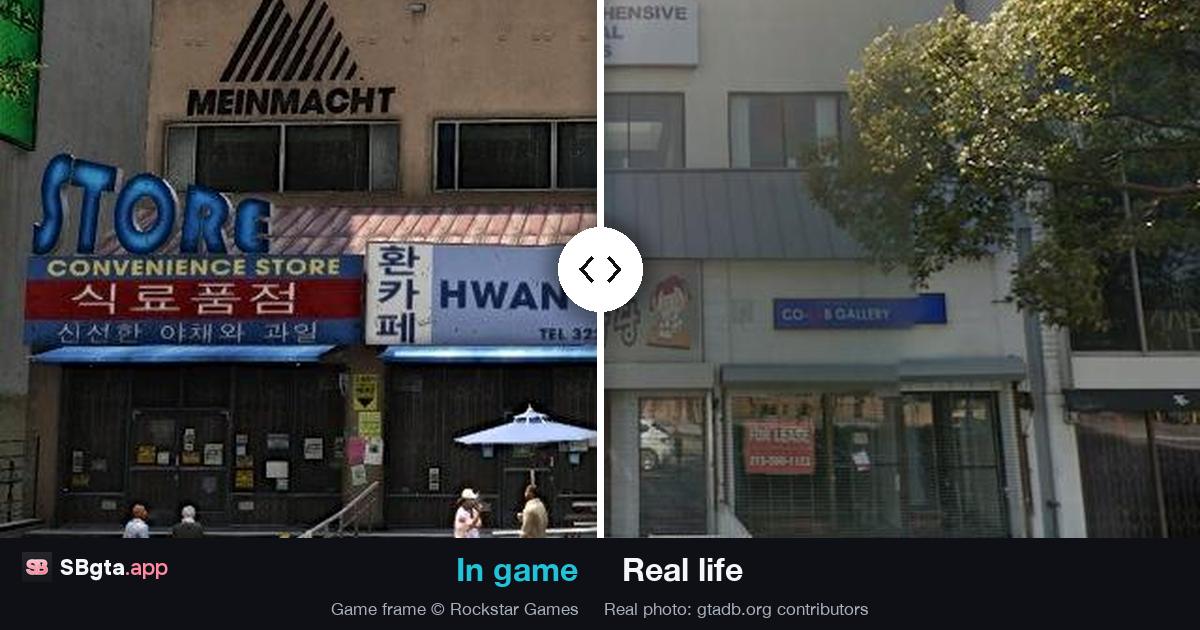 MEINMACHT
STORE
CONVENIENCE STORE
식료품점
신선한 야채와 과일
환카페
HWAN
TEL 323
HENSIVE
AL
S
GALLERY
FOR LEASE
SBgta.app
In game
Real life
Game frame © Rockstar Games
Real photo: gtadb.org contributors